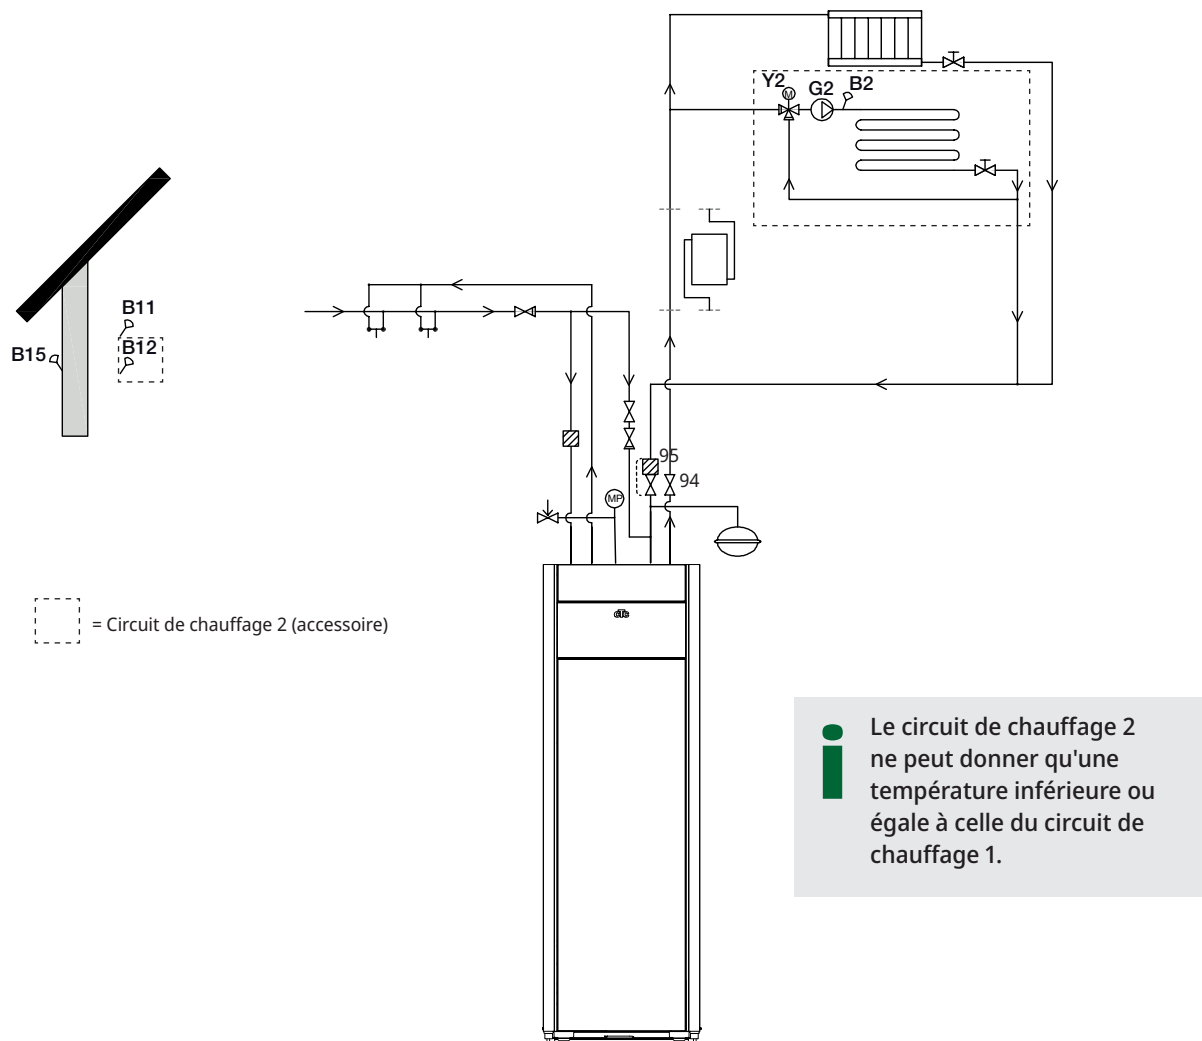 Y2
M
G2
B2
B11
B12
B15
95
94
MP
CTC
= Circuit de chauffage 2 (accessoire)
i
Le circuit de chauffage 2
ne peut donner qu'une
température inférieure ou
égale à celle du circuit de
chauffage 1.